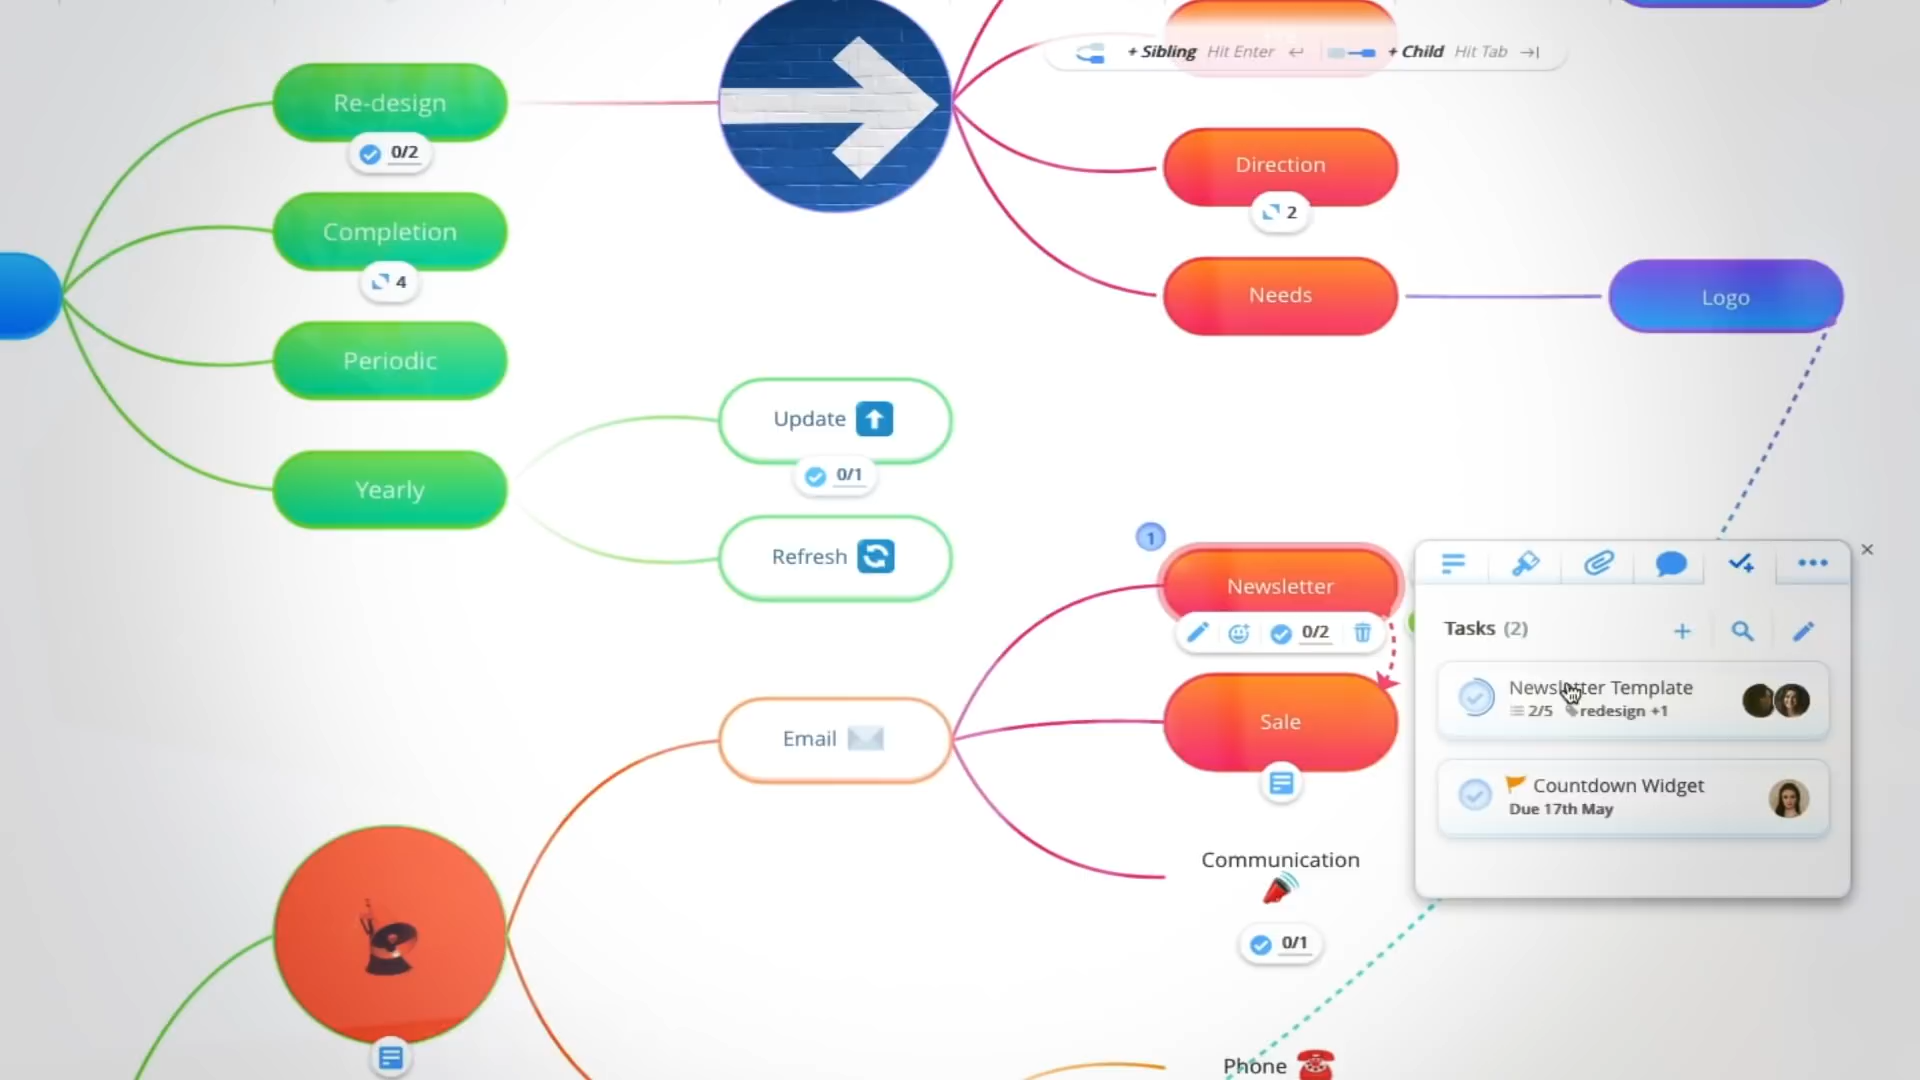 + Sibling Hit Enter + Child Hit Tab
Re-design
0/2
Completion
4
Periodic
Yearly
Direction
2
Needs
Logo
Update
0/1
Refresh
1
Newsletter
0/2
Tasks (2)
Newsletter Template
2/5 redesign +1
Countdown Widget
Due 17th May
Email
Sale
Communication
0/1
Phone